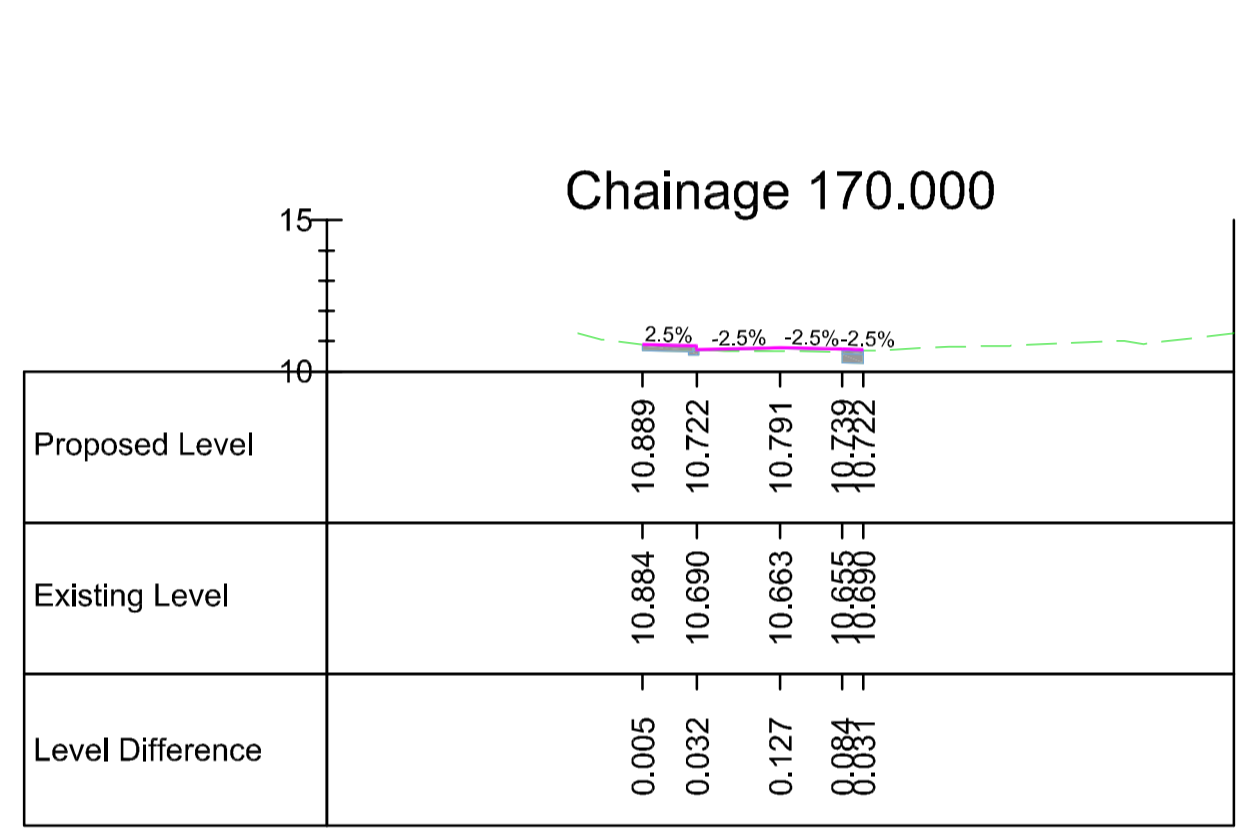 Chainage 170.000
15
2.5% -2.5% -2.5% -2.5%
10
Proposed Level 10.889 10.722 10.791 10.739 10.722
Existing Level 10.884 10.690 10.663 10.655 10.690
Level Difference 0.005 0.032 0.127 0.084 0.031